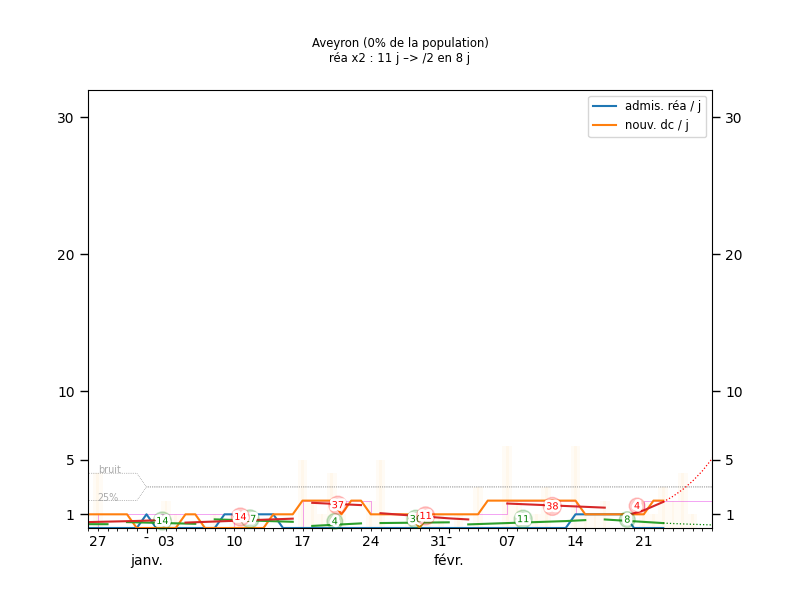 Aveyron (0% de la population)
réa x2 : 11 j –> /2 en 8 j
admis. réa / j
nouv. dc / j
30 30
20 20
10 10
5 5
1 1
bruit
25%
14 14 7 37 4 3 11 11 38 8 4
27 - 03 10 17 24 31- 07 14 21
janv. févr.